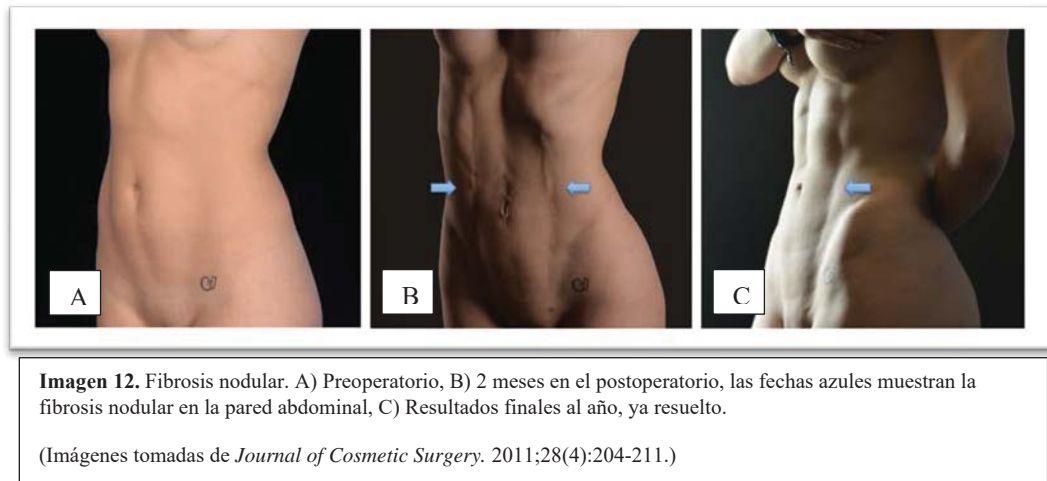 A
B
C
Imagen 12. Fibrosis nodular. A) Preoperatorio, B) 2 meses en el postoperatorio, las fechas azules muestran la
fibrosis nodular en la pared abdominal, C) Resultados finales al año, ya resuelto.
(Imágenes tomadas de Journal of Cosmetic Surgery. 2011;28(4):204-211.)